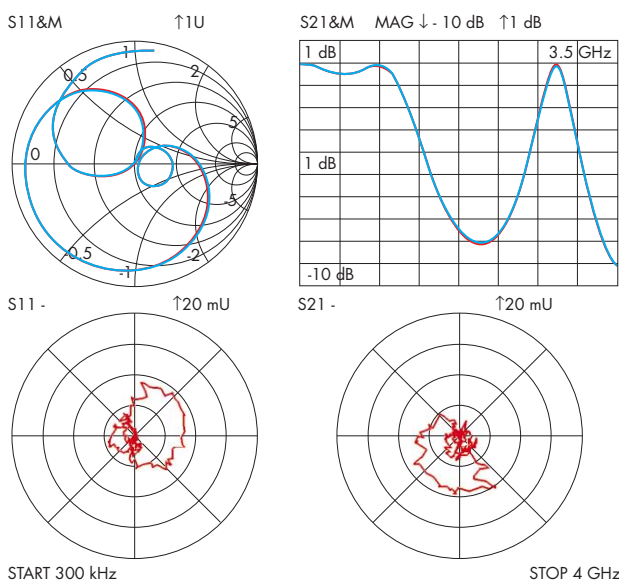 S11&M ↑1U
S21&M MAG ↓ - 10 dB ↑1 dB
1
0.5
2
5
0
-5
-0.5
-2
-1
1 dB
3.5 GHz
1 dB
-10 dB
S11 - ↑20 mU
S21 - ↑20 mU
START 300 kHz
STOP 4 GHz